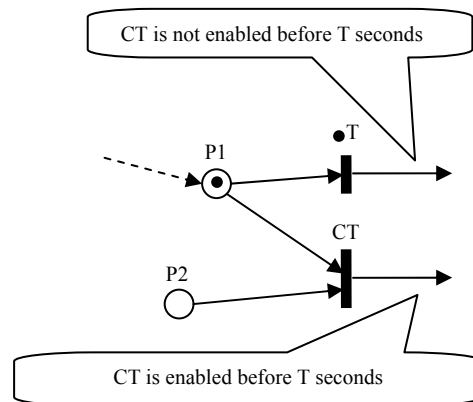 CT is not enabled before T seconds
T
P1
CT
P2
CT is enabled before T seconds